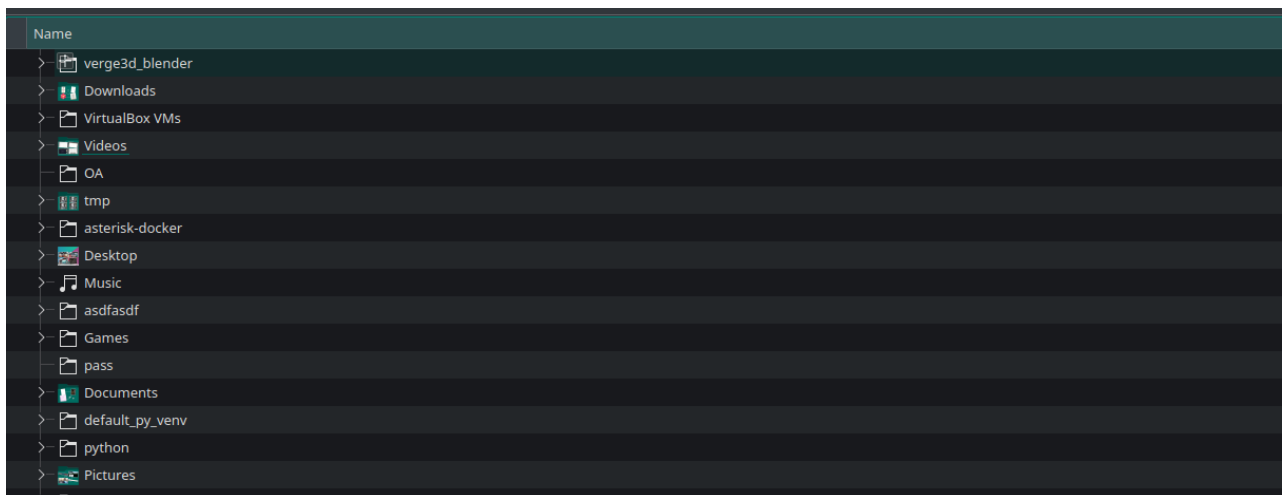 Name
verge3d_blender
Downloads
VirtualBox VMs
Videos
OA
tmp
asterisk-docker
Desktop
Music
asdfasdf
Games
pass
Documents
default_py_venv
python
Pictures